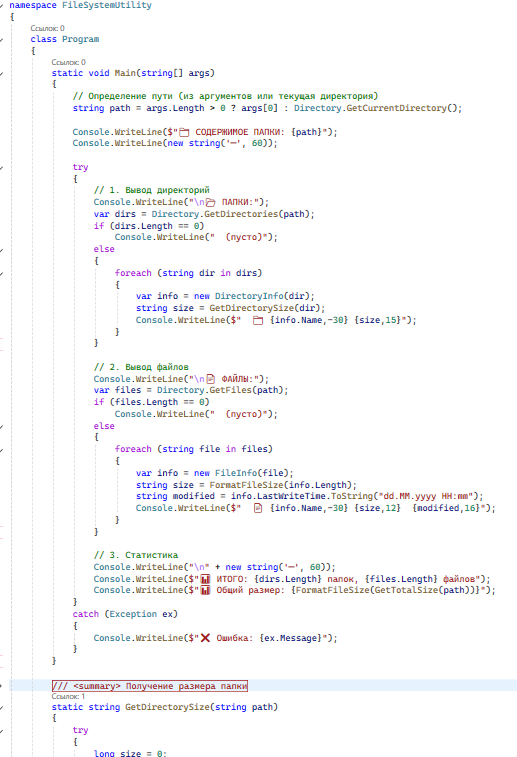 namespace FileSystemUtility
{
Ссылок: 0
class Program
{
Ссылок: 0
static void Main(string[] args)
{
// Определение пути (из аргументов или текущая директория)
string path = args.Length > 0 ? args[0] : Directory.GetCurrentDirectory();
Console.WriteLine($"📁 СОДЕРЖИМОЕ ПАПКИ: {path}");
Console.WriteLine(new string('─', 60));
try
{
// 1. Вывод директорий
Console.WriteLine("\n📂 ПАПКИ:");
var dirs = Directory.GetDirectories(path);
if (dirs.Length == 0)
Console.WriteLine("  (пусто)");
else
{
foreach (string dir in dirs)
{
var info = new DirectoryInfo(dir);
string size = GetDirectorySize(dir);
Console.WriteLine($"  📁 {info.Name,-30} {size,15}");
}
}
// 2. Вывод файлов
Console.WriteLine("\n📄 ФАЙЛЫ:");
var files = Directory.GetFiles(path);
if (files.Length == 0)
Console.WriteLine("  (пусто)");
else
{
foreach (string file in files)
{
var info = new FileInfo(file);
string size = FormatFileSize(info.Length);
string modified = info.LastWriteTime.ToString("dd.MM.yyyy HH:mm");
Console.WriteLine($"  📄 {info.Name,-30} {size,12}  {modified,16}");
}
}
// 3. Статистика
Console.WriteLine("\n" + new string('─', 60));
Console.WriteLine($"📊 ИТОГО: {dirs.Length} папок, {files.Length} файлов");
Console.WriteLine($"📊 Общий размер: {FormatFileSize(GetTotalSize(path))}");
}
catch (Exception ex)
{
Console.WriteLine($"❌ Ошибка: {ex.Message}");
}
}
/// <summary> Получение размера папки
Ссылок: 1
static string GetDirectorySize(string path)
{
try
{
long size = 0;